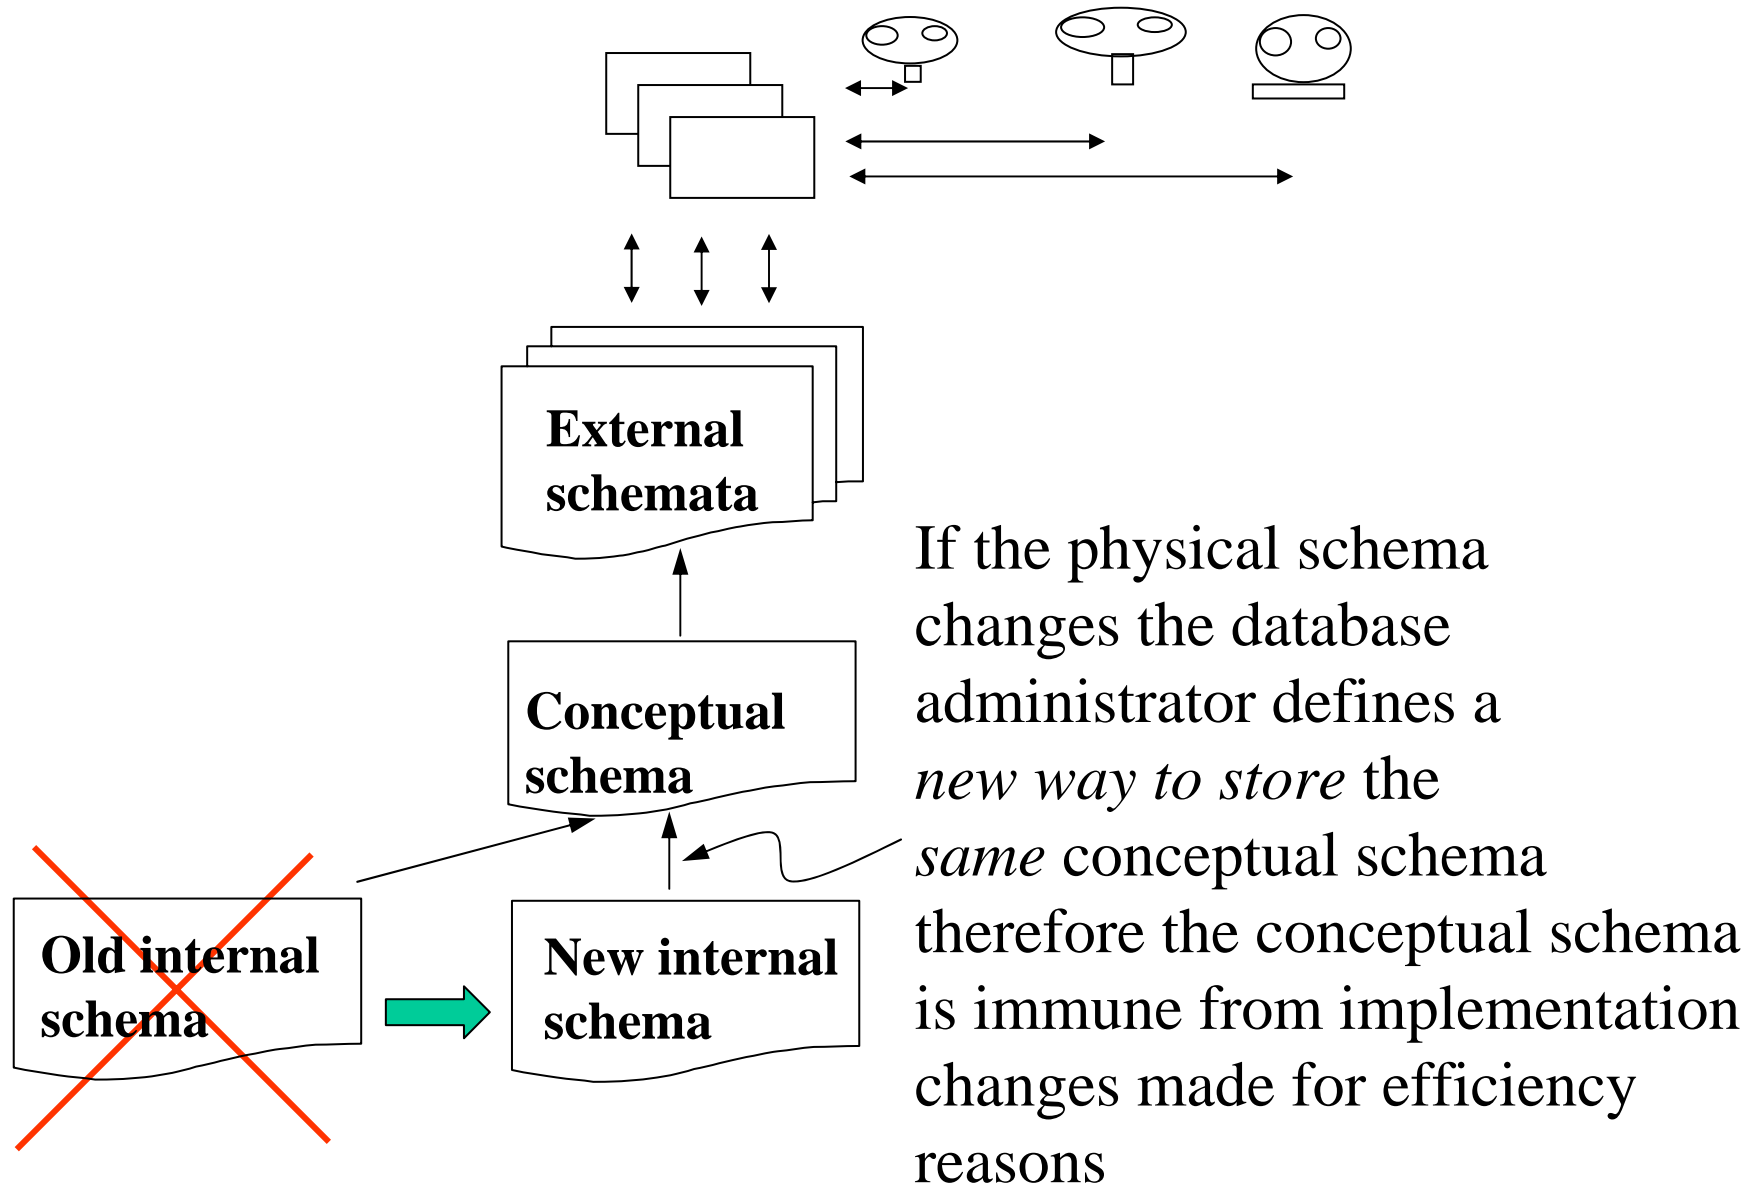 External
schemata
Conceptual
schema
Old internal
schema
New internal
schema
If the physical schema
changes the database
administrator defines a
new way to store the
same conceptual schema
therefore the conceptual schema
is immune from implementation
changes made for efficiency
reasons